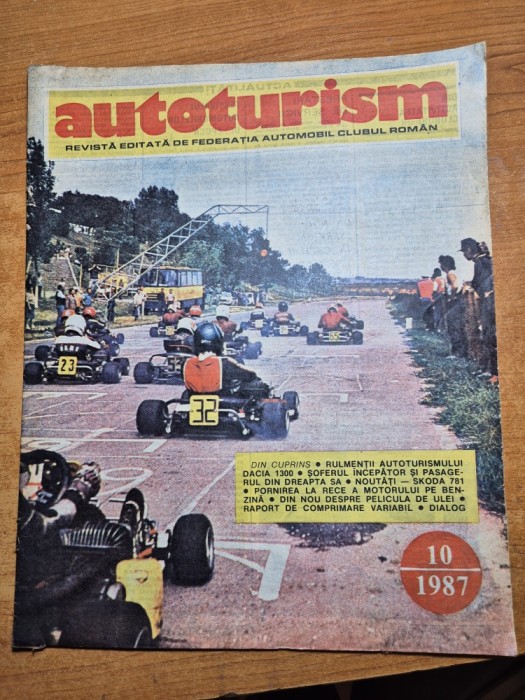 autoturism
REVISTĂ EDITATĂ DE FEDERAȚIA AUTOMOBIL CLUBUL ROMÂN
23
32
DIN CUPRINS • RULMENȚII AUTOTURISMULUI
DACIA 1300 • ȘOFERUL ÎNCEPĂTOR ȘI PASAGE-
RUL DIN DREAPTA SA • NOUTĂȚI — SKODA 781
• PORNIREA LA RECE A MOTORULUI PE BEN-
ZINĂ • DIN NOU DESPRE PELICULA DE ULEI •
RAPORT DE COMPRIMARE VARIABIL • DIALOG
10
1987